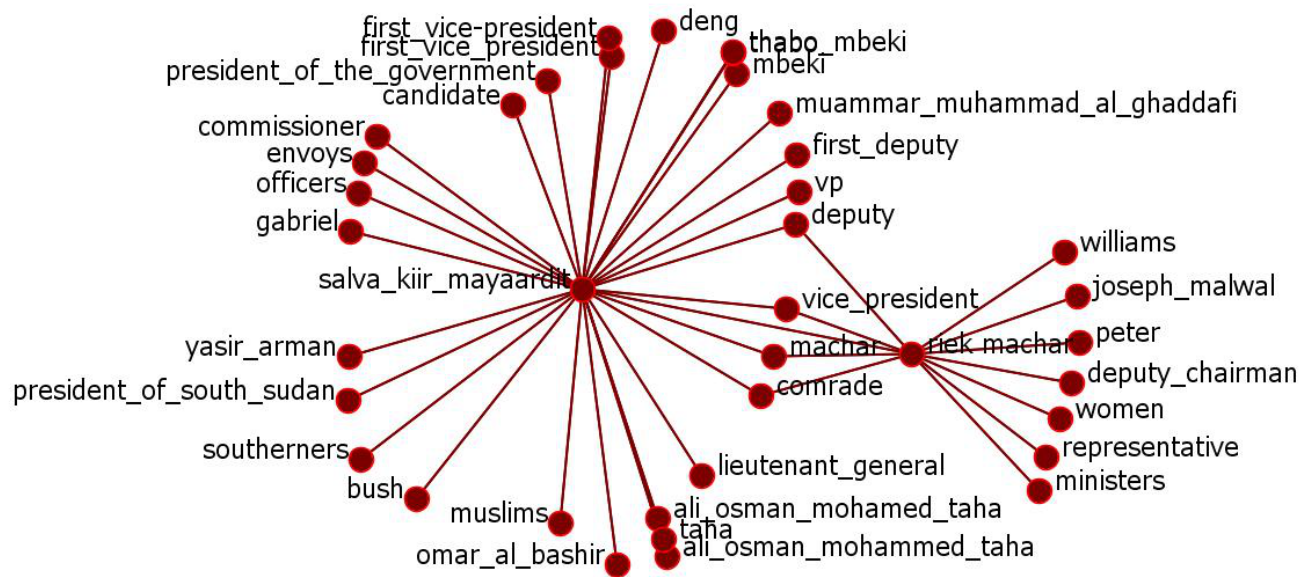 first_vice-president
deng
first_vice_president
thabo_mbeki
president_of_the_government
mbeki
candidate
muammar_muhammad_al_ghaddafi
commissioner
first_deputy
envoys
officers
vp
gabriel
deputy
williams
salva_kiir_mayaardit
vice_president
joseph_malwal
yasir_arman
machar
riek_machar
peter
president_of_south_sudan
comrade
deputy_chairman
women
southerners
representative
lieutenant_general
ministers
bush
muslims
ali_osman_mohamed_taha
taha
omar_al_bashir
ali_osman_mohammed_taha